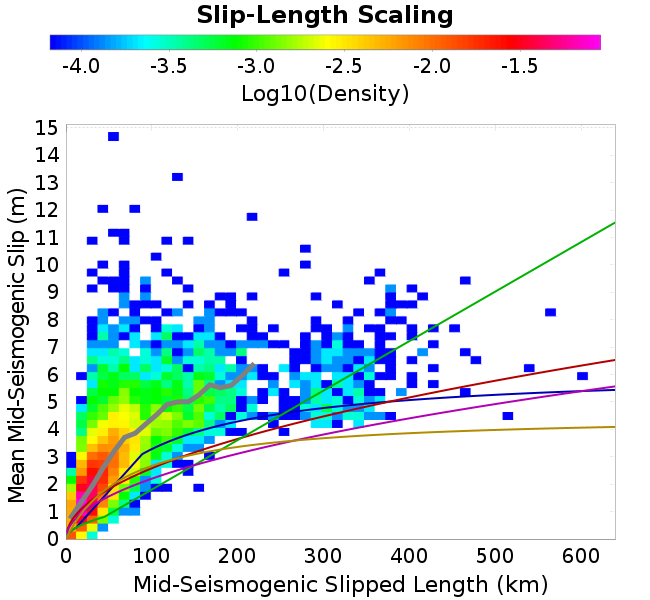 Slip-Length Scaling
-4.0 -3.5 -3.0 -2.5 -2.0 -1.5
Log10(Density)
15
14
13
12
11
10
9
8
7
6
5
4
3
2
1
0
Mean Mid-Seismogenic Slip (m)
0 100 200 300 400 500 600
Mid-Seismogenic Slipped Length (km)